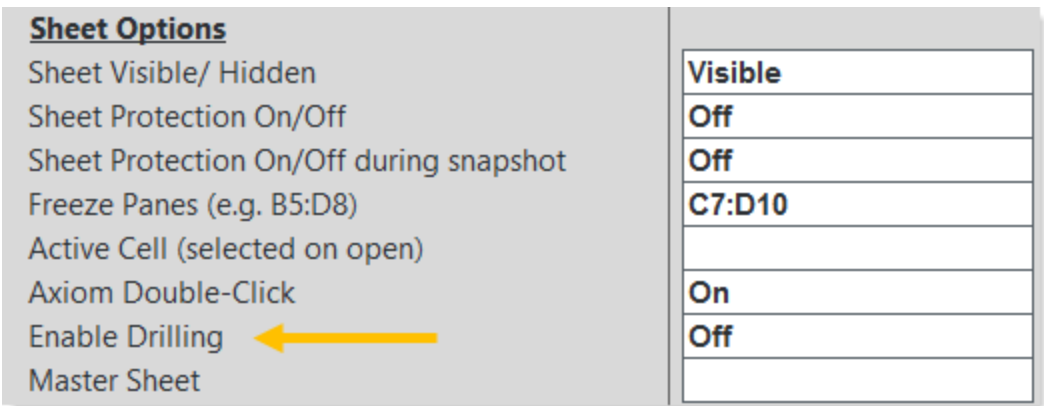 Sheet Options
Sheet Visible/ Hidden Visible
Sheet Protection On/Off Off
Sheet Protection On/Off during snapshot Off
Freeze Panes (e.g. B5:D8) C7:D10
Active Cell (selected on open)
Axiom Double-Click On
Enable Drilling Off
Master Sheet